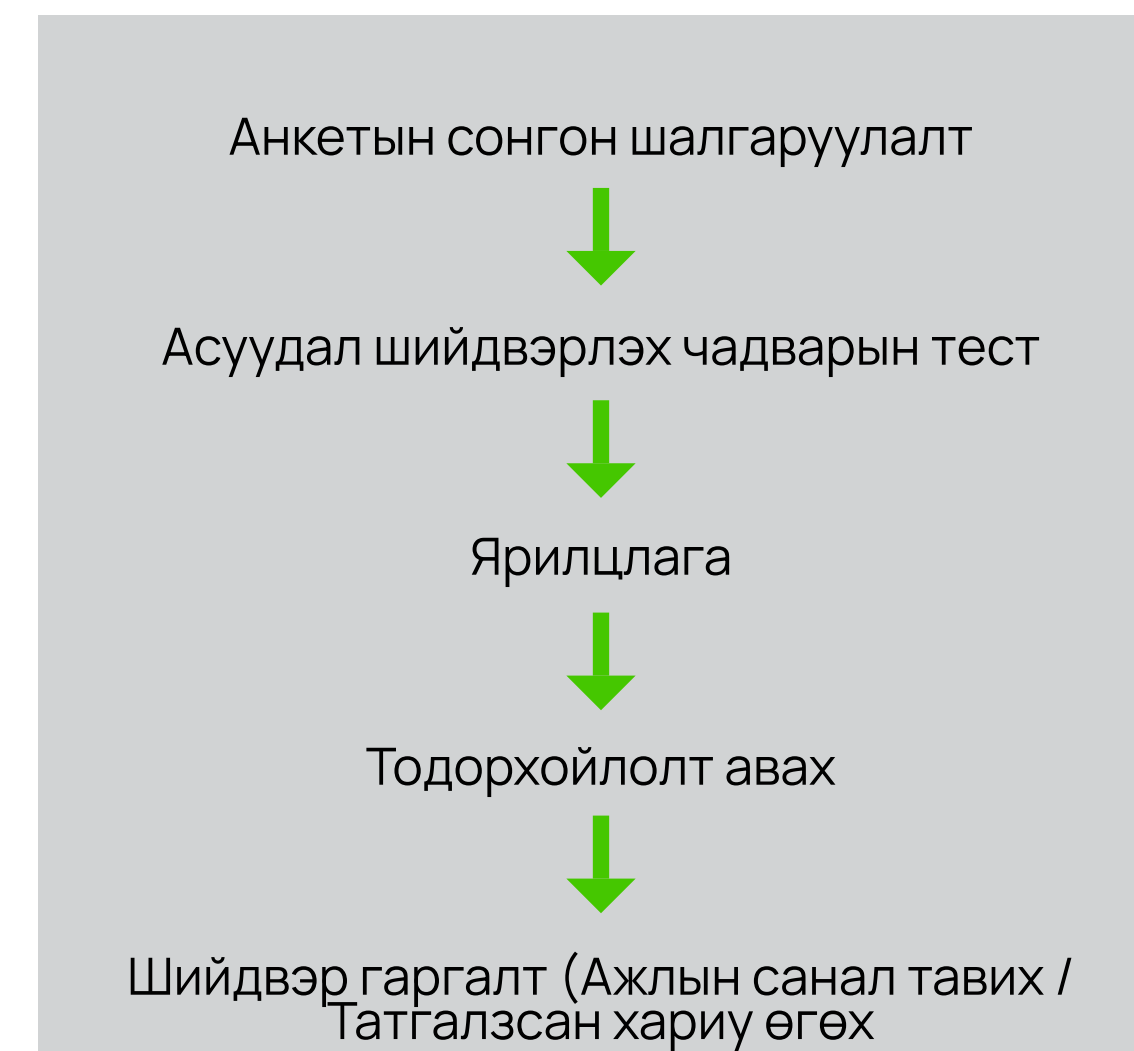 Анкетын сонгон шалгаруулалт
Асуудал шийдвэрлэх чадварын тест
Ярилцлага
Тодорхойлолт авах
Шийдвэр гаргалт (Ажлын санал тавих /
Татгалзсан хариу өгөх